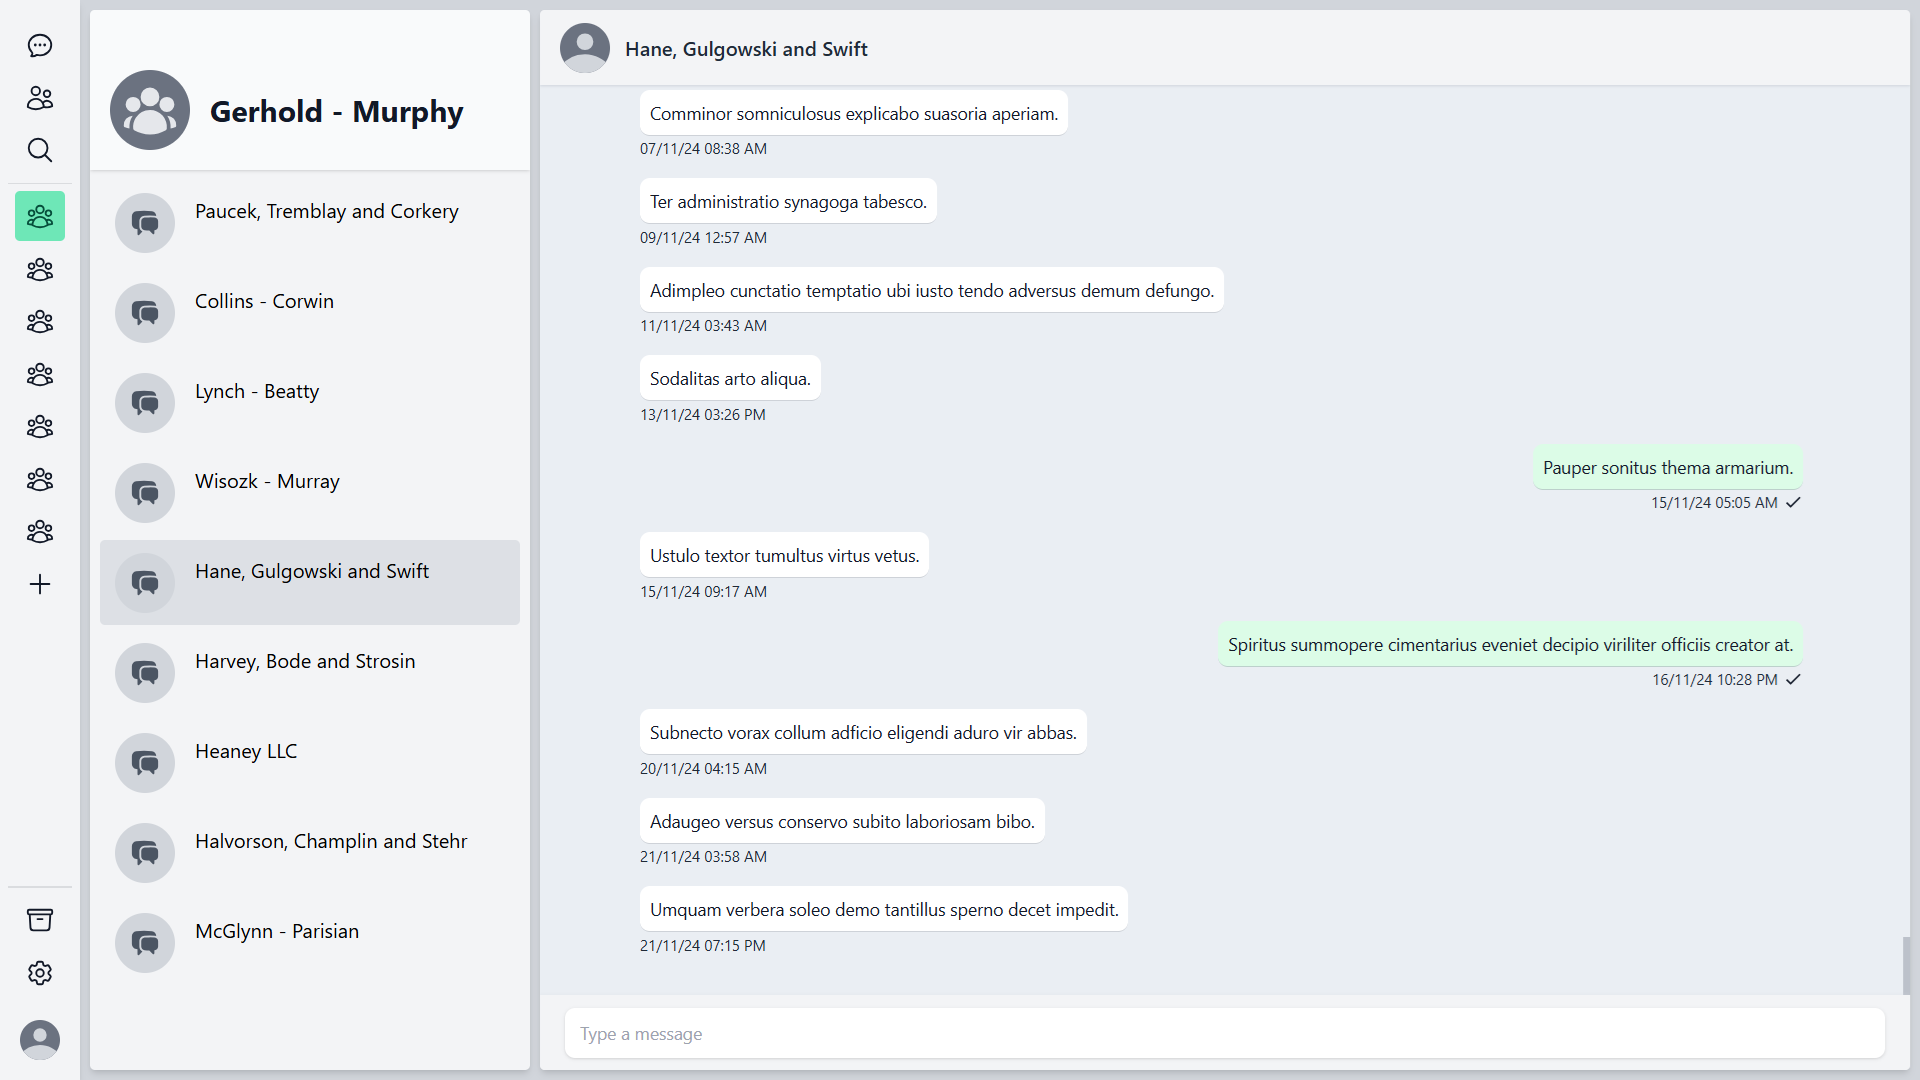 Gerhold - Murphy
Paucek, Tremblay and Corkery
Collins - Corwin
Lynch - Beatty
Wisozk - Murray
Hane, Gulgowski and Swift
Harvey, Bode and Strosin
Heaney LLC
Halvorson, Champlin and Stehr
McGlynn - Parisian
Hane, Gulgowski and Swift
Comminor somniculosus explicabo suasoria aperiam.
07/11/24 08:38 AM
Ter administratio synagoga tabesco.
09/11/24 12:57 AM
Adimpleo cunctatio temptatio ubi iusto tendo adversus demum defungo.
11/11/24 03:43 AM
Sodalitas arto aliqua.
13/11/24 03:26 PM
Pauper sonitus thema armarium.
15/11/24 05:05 AM
Ustulo textor tumultus virtus vetus.
15/11/24 09:17 AM
Spiritus summopere cimentarius eveniet decipio viriliter officiis creator at.
16/11/24 10:28 PM
Subnecto vorax collum adficio eligendi aduro vir abbas.
20/11/24 04:15 AM
Adaugeo versus conservo subito laboriosam bibo.
21/11/24 03:58 AM
Umquam verbera soleo demo tantillus sperno decet impedit.
21/11/24 07:15 PM
Type a message